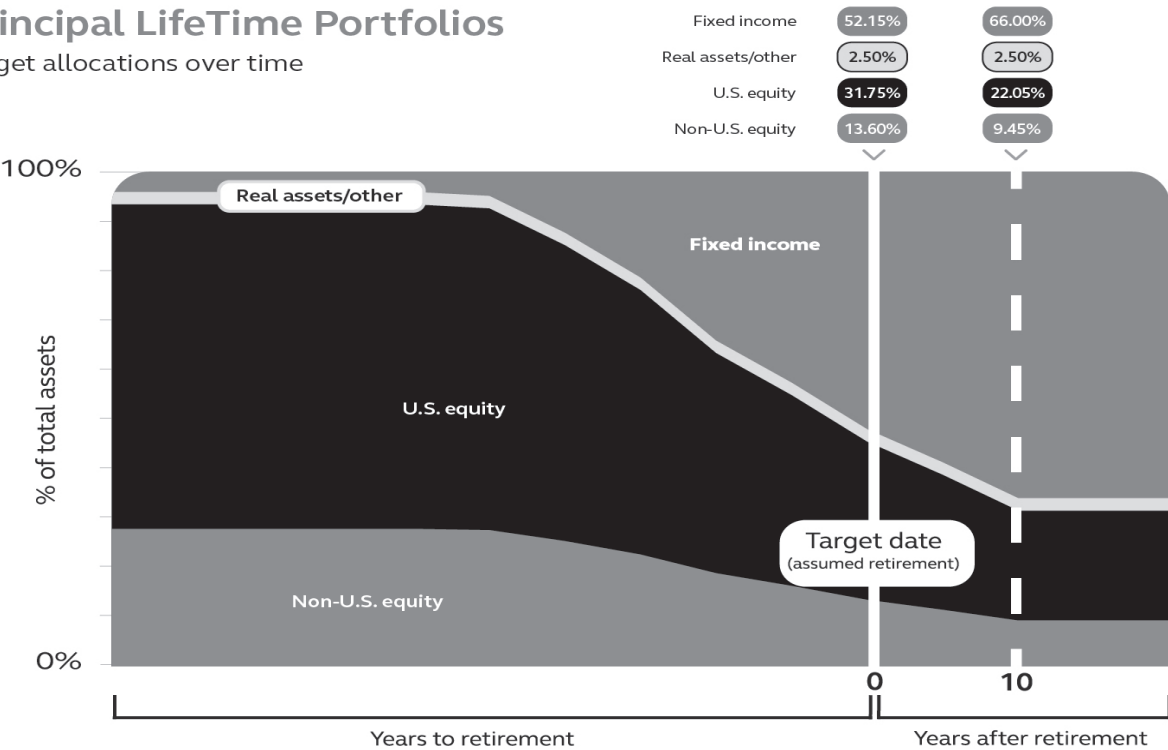 incipal LifeTime Portfolios
get allocations over time
Fixed income 52.15% 66.00%
Real assets/other 2.50% 2.50%
U.S. equity 31.75% 22.05%
Non-U.S. equity 13.60% 9.45%
100%
Real assets/other
Fixed income
% of total assets
U.S. equity
Target date
(assumed retirement)
Non-U.S. equity
0%
0 10
Years to retirement Years after retirement